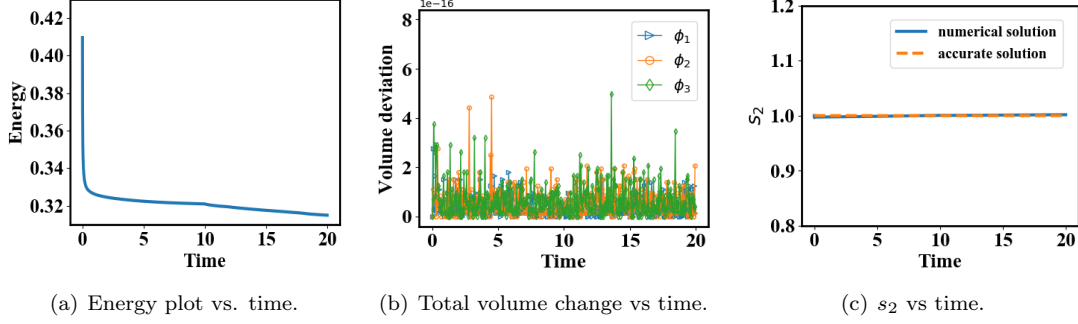 0.42
0.40
0.38
0.36
0.34
0.32
Energy
0 5 10 15 20
Time
1e−16
8
6
4
2
0
Volume deviation
ϕ1
ϕ2
ϕ3
0 5 10 15 20
Time
1.2
1.1
1.0
0.9
0.8
s2
numerical solution
accurate solution
0 5 10 15 20
Time
(a) Energy plot vs. time.
(b) Total volume change vs time.
(c) s2 vs time.